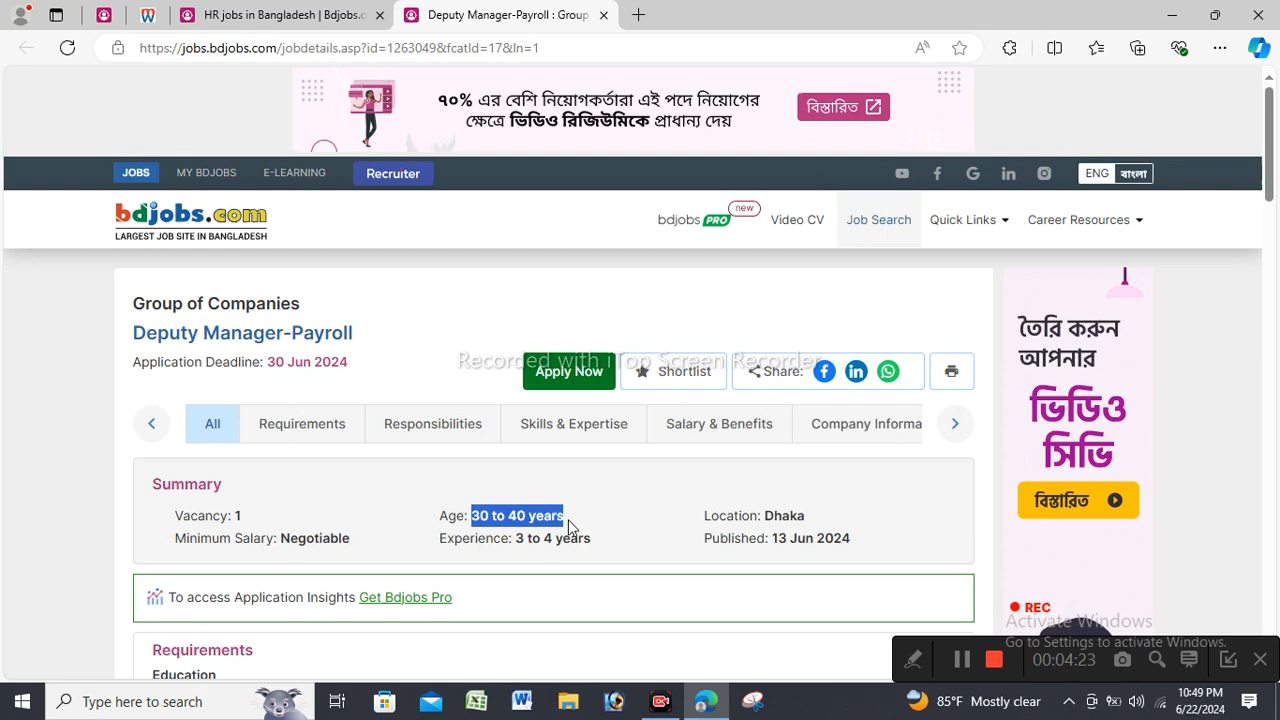 HR jobs in Bangladesh | Bdjobs.c
Deputy Manager-Payroll : Group
https://jobs.bdjobs.com/jobdetails.asp?id=1263049&fcatId=17&ln=1
৭০% এর বেশি নিয়োগকর্তারা এই পদে নিয়োগের
ক্ষেত্রে ভিডিও রিজিউমিকে প্রাধান্য দেয়
বিস্তারিত
JOBS MY BDJOBS E-LEARNING Recruiter
ENG বাংলা
bdjobs.com
LARGEST JOB SITE IN BANGLADESH
bdjobs PRO new Video CV Job Search Quick Links Career Resources
Group of Companies
Deputy Manager-Payroll
Application Deadline: 30 Jun 2024
Recorded with iTop Screen Recorder
Apply Now Shortlist Share:
All Requirements Responsibilities Skills & Expertise Salary & Benefits Company Informa
Summary
Vacancy: 1 Age: 30 to 40 years Location: Dhaka
Minimum Salary: Negotiable Experience: 3 to 4 years Published: 13 Jun 2024
To access Application Insights Get Bdjobs Pro
Requirements
Education
তৈরি করুন
আপনার
ভিডিও
সিভি
বিস্তারিত
REC
Activate Windows
Go to Settings to activate Windows.
00:04:23
Type here to search
85°F Mostly clear
10:49 PM
6/22/2024